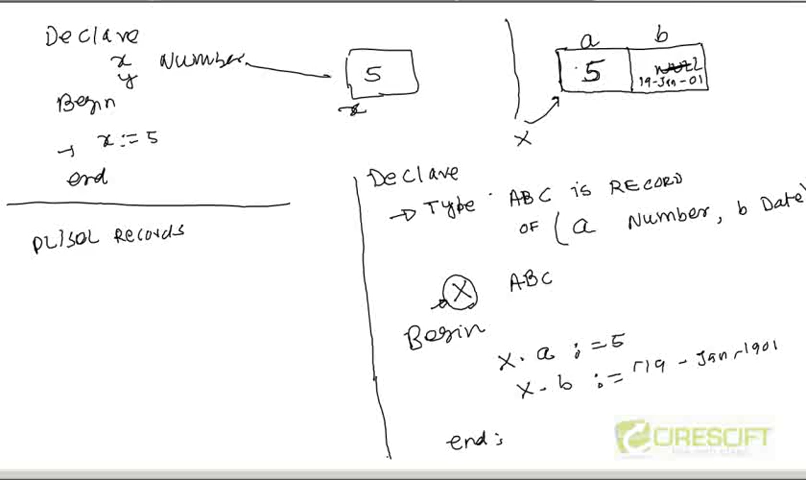 Declare
x Number
y
Begin
→ x := 5
end
5
x
PL/SQL Records
a b
5
19-Jan-01
X
Declare
→ Type ABC is RECORD
OF ( a Number, b Date)
X ABC
Begin
X. a := 5
X. b := '19 - Jan-1901
end;
CIRESCIFT